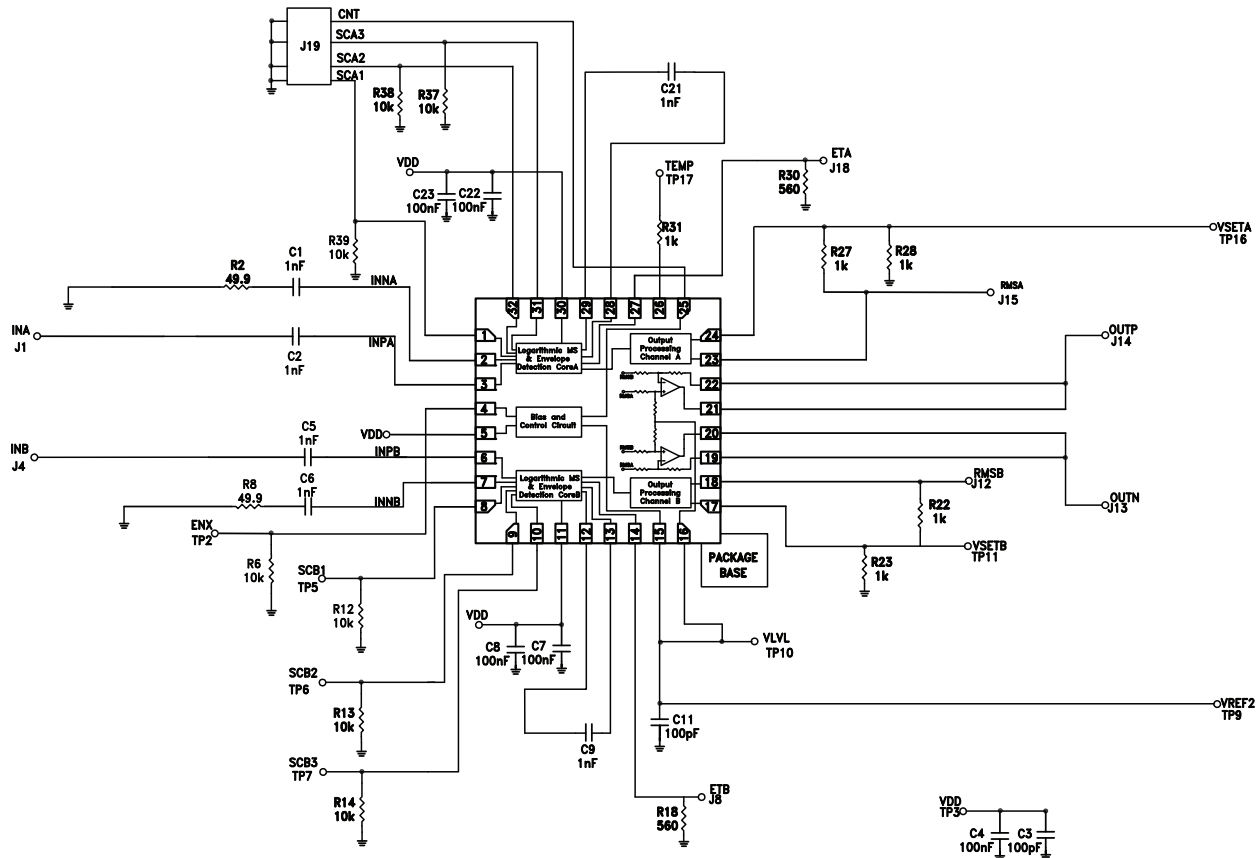 CNT
J19
SCA3
SCA2
SCA1
R38
10k
R37
10k
C21
1nF
ETA
J18
VDD
TEMP
TP17
R30
560
C23
100nF
C22
100nF
R31
1k
VSETA
TP16
R39
10k
R27
1k
R28
1k
C1
1nF
R2
49.9
INNA
RMSA
J15
32
31
30
29
28
27
26
25
INA
J1
C2
1nF
INPA
1
2
3
4
5
6
7
8
24
23
22
21
20
19
18
17
Logarithmic MS
& Envelope
Detection CoreA
Output
Processing
Channel A
OUTP
J14
RMSB
RMSA
Bias and
Control Circuit
VDD
INB
J4
C5
1nF
INPB
RMSB
RMSA
C6
1nF
R8
49.9
INNB
Logarithmic MS
& Envelope
Detection CoreB
Output
Processing
Channel B
RMSB
J12
OUTN
J13
R22
1k
ENX
TP2
9
10
11
12
13
14
15
16
PACKAGE
BASE
VSETB
TP11
R23
1k
R6
10k
SCB1
TP5
R12
10k
VDD
C8
100nF
C7
100nF
VLVL
TP10
SCB2
TP6
R13
10k
C11
100pF
VREF2
TP9
C9
1nF
SCB3
TP7
R14
10k
ETB
J8
R18
560
VDD
TP3
C4
100nF
C3
100pF